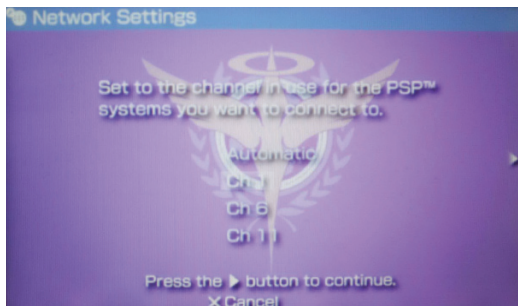 Network Settings
Set to the channel in use for the PSP™
systems you want to connect to.
Automatic
Ch 1
Ch 6
Ch 11
Press the ▶ button to continue.
✕ Cancel